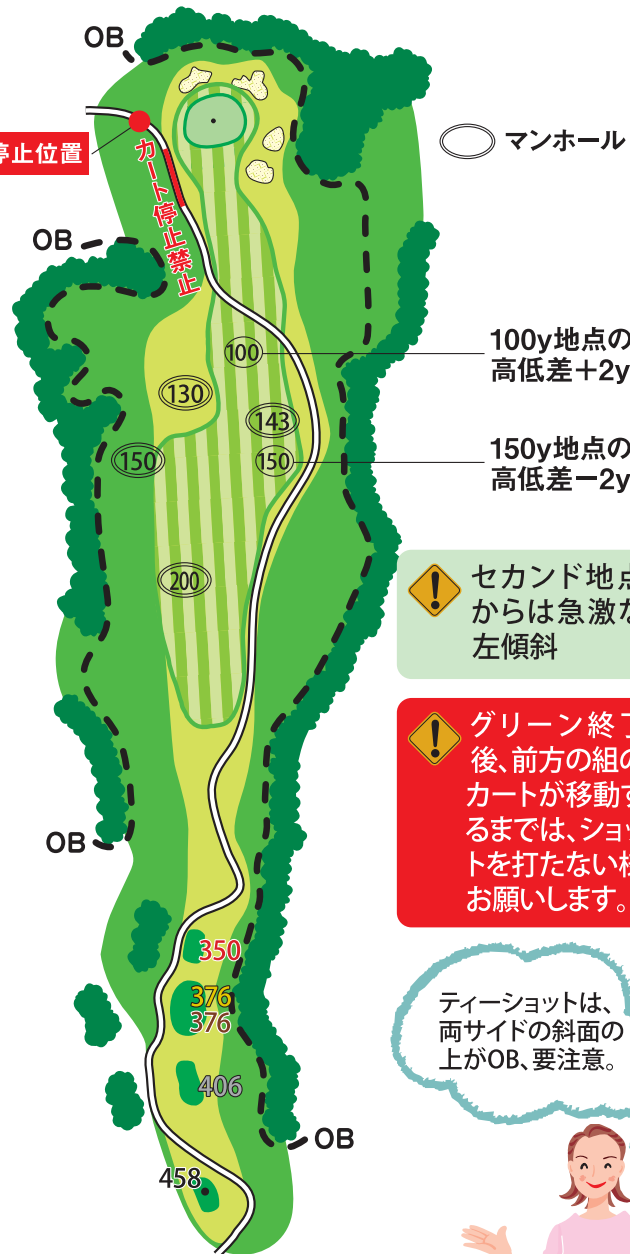 OB
停止位置
カート停止禁止
マンホール
OB
100
100y地点の
高低差＋2y
130
143
150
150
150y地点の
高低差－2y
200
セカンド地点
からは急激な
左傾斜
グリーン終了
後、前方の組の
カートが移動す
るまでは、ショッ
トを打たない様
お願いします。
OB
350
376
376
406
ティーショットは、
両サイドの斜面の
上がOB、要注意。
OB
458